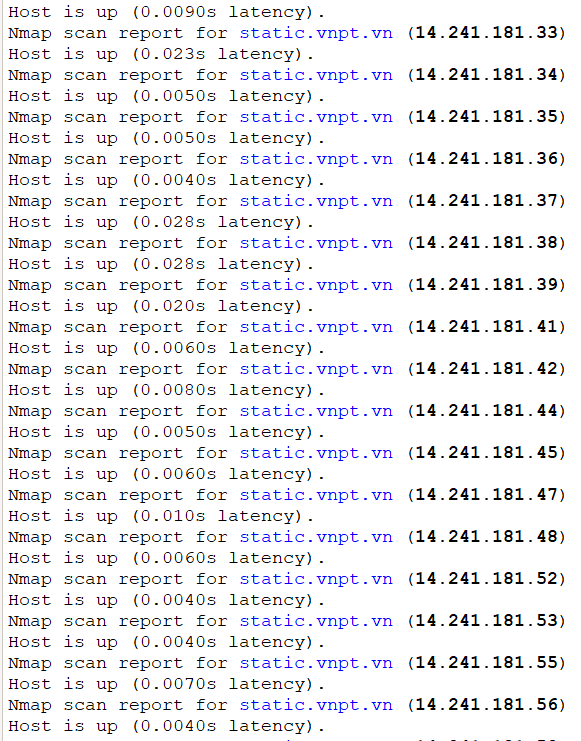 Host is up (0.0090s latency).
Nmap scan report for static.vnpt.vn (14.241.181.33)
Host is up (0.023s latency).
Nmap scan report for static.vnpt.vn (14.241.181.34)
Host is up (0.0050s latency).
Nmap scan report for static.vnpt.vn (14.241.181.35)
Host is up (0.0050s latency).
Nmap scan report for static.vnpt.vn (14.241.181.36)
Host is up (0.0040s latency).
Nmap scan report for static.vnpt.vn (14.241.181.37)
Host is up (0.028s latency).
Nmap scan report for static.vnpt.vn (14.241.181.38)
Host is up (0.028s latency).
Nmap scan report for static.vnpt.vn (14.241.181.39)
Host is up (0.020s latency).
Nmap scan report for static.vnpt.vn (14.241.181.41)
Host is up (0.0060s latency).
Nmap scan report for static.vnpt.vn (14.241.181.42)
Host is up (0.0080s latency).
Nmap scan report for static.vnpt.vn (14.241.181.44)
Host is up (0.0050s latency).
Nmap scan report for static.vnpt.vn (14.241.181.45)
Host is up (0.0060s latency).
Nmap scan report for static.vnpt.vn (14.241.181.47)
Host is up (0.010s latency).
Nmap scan report for static.vnpt.vn (14.241.181.48)
Host is up (0.0060s latency).
Nmap scan report for static.vnpt.vn (14.241.181.52)
Host is up (0.0040s latency).
Nmap scan report for static.vnpt.vn (14.241.181.53)
Host is up (0.0040s latency).
Nmap scan report for static.vnpt.vn (14.241.181.55)
Host is up (0.0070s latency).
Nmap scan report for static.vnpt.vn (14.241.181.56)
Host is up (0.0040s latency).